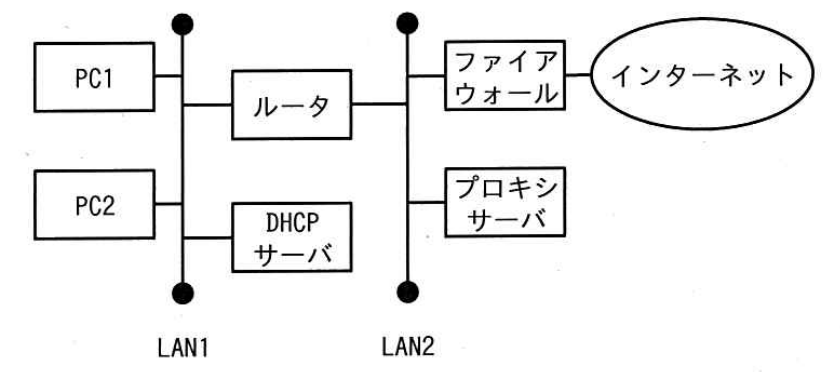 PC1
ルータ
ファイア
ウォール
インターネット
PC2
DHCP
サーバ
プロキシ
サーバ
LAN1
LAN2